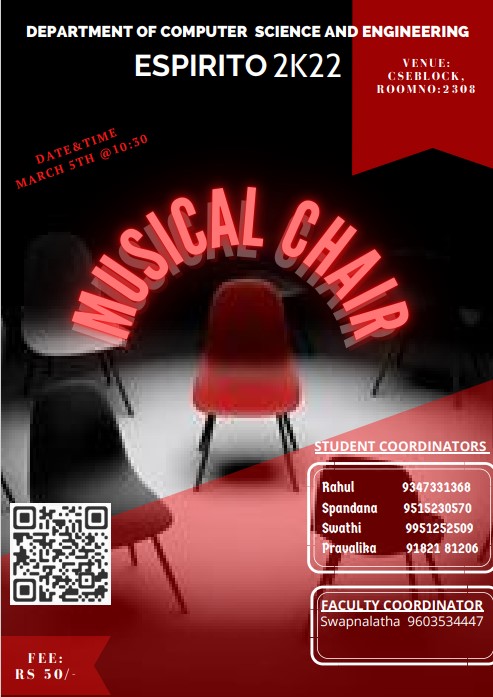 DEPARTMENT OF COMPUTER SCIENCE AND ENGINEERING
ESPIRITO 2K22
VENUE:
CSEBLOCK,
ROOMNO:2308
DATE&TIME
MARCH 5TH @10:30
MUSICAL CHAIR
STUDENT COORDINATORS
Rahul 9347331368
Spandana 9515230570
Swathi 9951252509
Pravalika 91821 81206
FACULTY COORDINATOR
Swapnalatha 9603534447
FEE:
RS 50/-